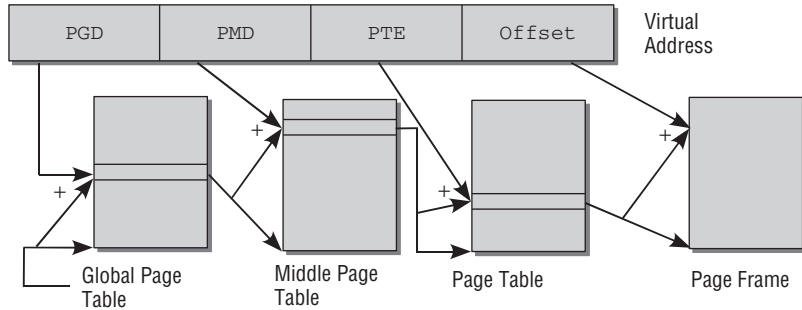 PGD PMD PTE Offset
Virtual
Address
+ + + +
Global Page
Table
Middle Page
Table
Page Table
Page Frame